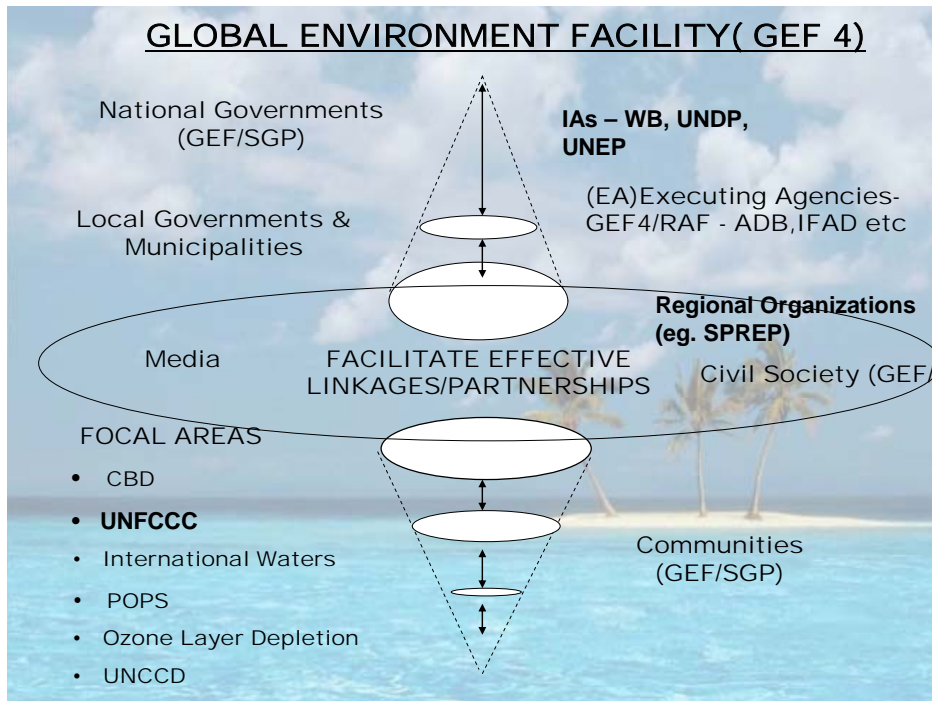 GLOBAL ENVIRONMENT FACILITY( GEF 4)
National Governments
(GEF/SGP)
IAs – WB, UNDP,
UNEP
(EA)Executing Agencies-
GEF4/RAF - ADB,IFAD etc
Local Governments &
Municipalities
Regional Organizations
(eg. SPREP)
Media
FACILITATE EFFECTIVE
LINKAGES/PARTNERSHIPS
Civil Society (GEF/
FOCAL AREAS
• CBD
• UNFCCC
• International Waters
• POPS
• Ozone Layer Depletion
• UNCCD
Communities
(GEF/SGP)